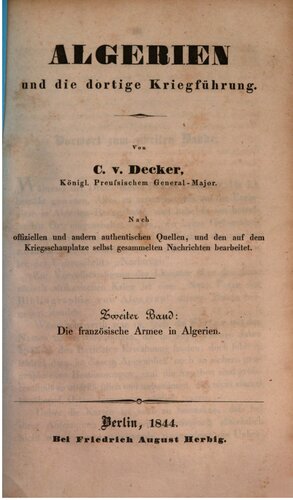 ALGERIEN
und die dortige Kriegführung.
Von
C. v. Decker,
Königl. Preuſsischem General-Major.
Nach
offiziellen und andern authentischen Quellen, und den auf dem
Kriegsschauplatze selbst gesammelten Nachrichten bearbeitet.
Zweiter Band:
Die französische Armee in Algerien.
Berlin, 1844.
Bei Friedrich August Herbig.